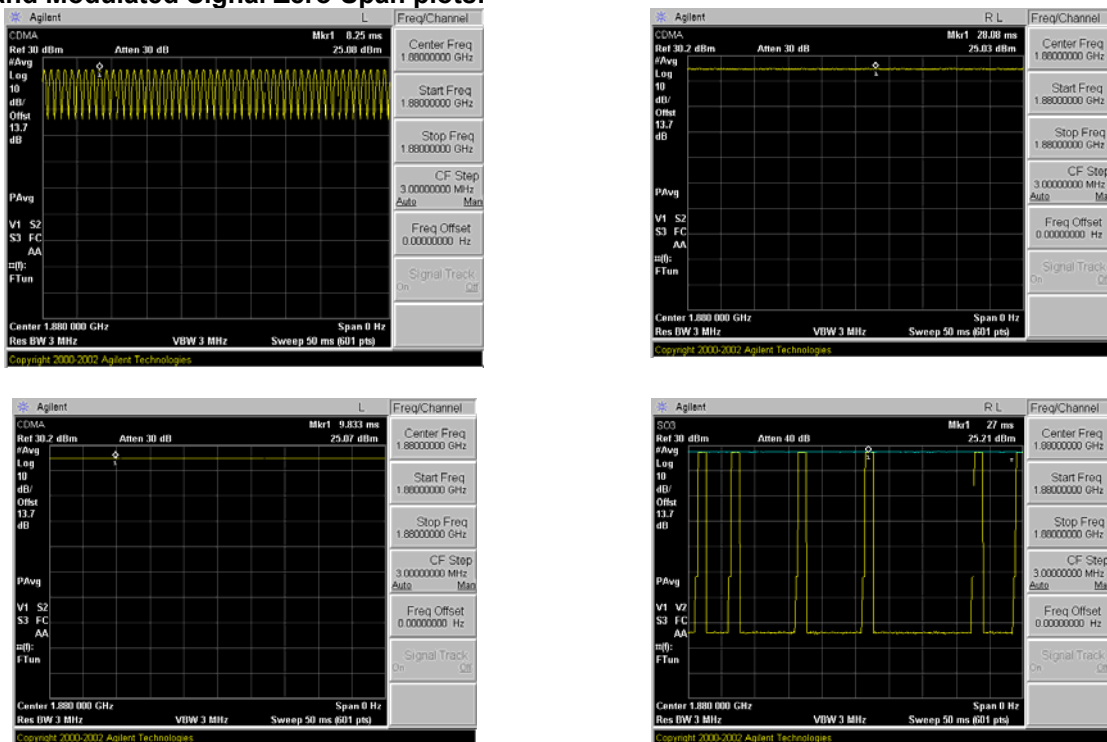 and Modulated Signal Zero Span plots.
Agilent L Freq/Channel
CDMA Mkr1 8.25 ms
Ref 30 dBm Atten 30 dB 25.08 dBm
#Avg
Log
10
dB/
Offst
13.7
dB
1
PAvg
V1 S2
S3 FC
AA
¤(f):
FTun
Center 1.880 000 GHz Span 0 Hz
Res BW 3 MHz VBW 3 MHz Sweep 50 ms (601 pts)
Copyright 2000-2002 Agilent Technologies
Center Freq
1.88000000 GHz
Start Freq
1.88000000 GHz
Stop Freq
1.88000000 GHz
CF Step
3.00000000 MHz
Auto Man
Freq Offset
0.00000000 Hz
Signal Track
On Off
Agilent R L Freq/Channel
CDMA Mkr1 28.08 ms
Ref 30.2 dBm Atten 30 dB 25.03 dBm
#Avg
Log
10
dB/
Offst
13.7
dB
1
PAvg
V1 S2
S3 FC
AA
¤(f):
FTun
Center 1.880 000 GHz Span 0 Hz
Res BW 3 MHz VBW 3 MHz Sweep 50 ms (601 pts)
Copyright 2000-2002 Agilent Technologies
Center Freq
1.88000000 GHz
Start Freq
1.88000000 GHz
Stop Freq
1.88000000 GHz
CF Step
3.00000000 MHz
Auto
Freq Offset
0.00000000 Hz
Signal Track
On
Agilent L Freq/Channel
CDMA Mkr1 9.833 ms
Ref 30.2 dBm Atten 30 dB 25.07 dBm
#Avg
Log
10
dB/
Offst
13.7
dB
1
PAvg
V1 S2
S3 FC
AA
¤(f):
FTun
Center 1.880 000 GHz Span 0 Hz
Res BW 3 MHz VBW 3 MHz Sweep 50 ms (601 pts)
Copyright 2000-2002 Agilent Technologies
Center Freq
1.88000000 GHz
Start Freq
1.88000000 GHz
Stop Freq
1.88000000 GHz
CF Step
3.00000000 MHz
Auto Man
Freq Offset
0.00000000 Hz
Signal Track
On Off
Agilent R L Freq/Channel
SO3 Mkr1 27 ms
Ref 30 dBm Atten 40 dB 25.21 dBm
#Avg
Log
10
dB/
Offst
13.7
dB
1
PAvg
V1 V2
S3 FC
AA
¤(f):
FTun
Center 1.880 000 GHz Span 0 Hz
Res BW 3 MHz VBW 3 MHz Sweep 50 ms (601 pts)
Copyright 2000-2002 Agilent Technologies
Center Freq
1.88000000 GHz
Start Freq
1.88000000 GHz
Stop Freq
1.88000000 GHz
CF Step
3.00000000 MHz
Auto
Freq Offset
0.00000000 Hz
Signal Track
On